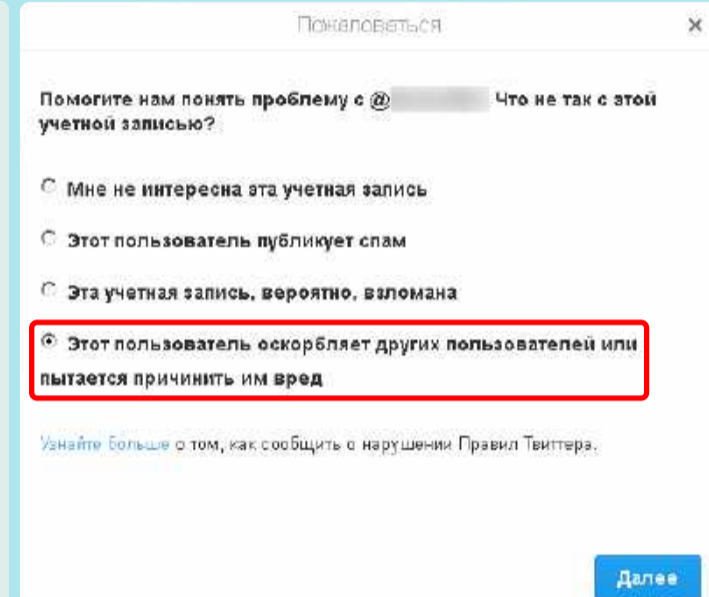 Пожаловаться
Помогите нам понять проблему с @ Что не так с этой
учетной записью?
Мне не интересна эта учетная запись
Этот пользователь публикует спам
Эта учетная запись, вероятно, взломана
Этот пользователь оскорбляет других пользователей или
пытается причинить им вред
Узнайте больше о том, как сообщить о нарушении Правил Твиттера.
Далее